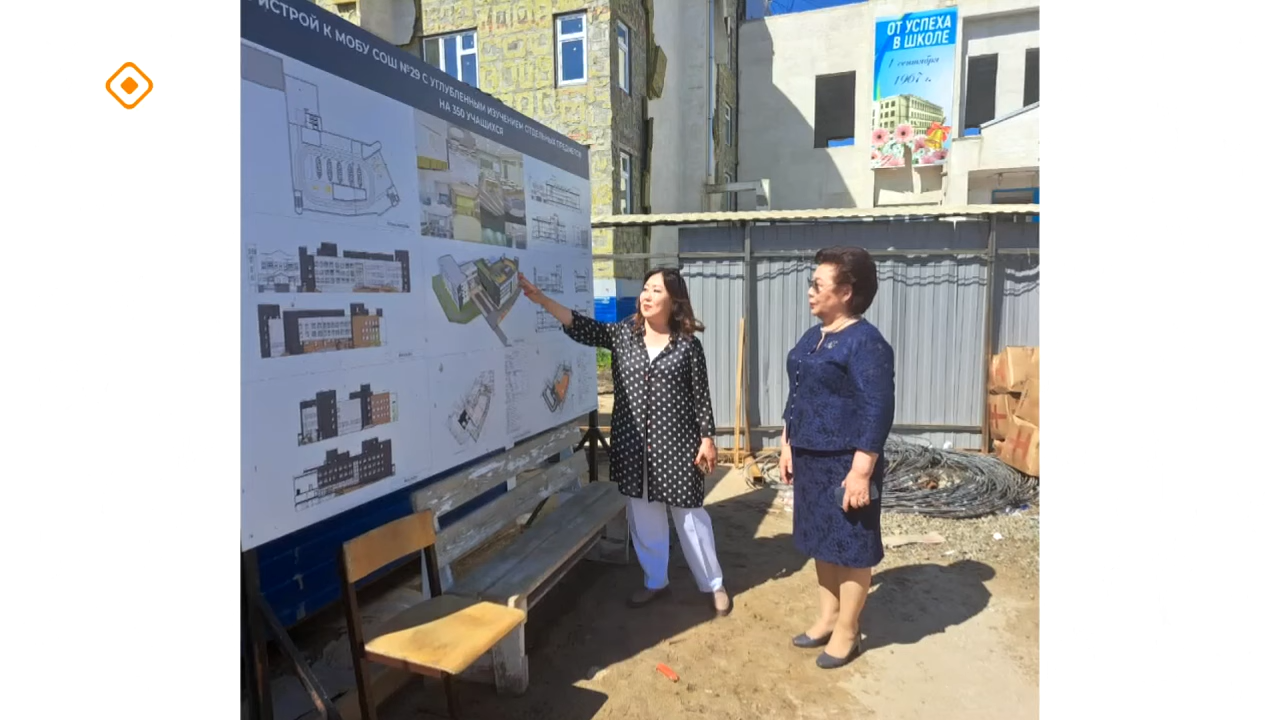 ИСТРОЙ К МОБУ СОШ №29 С УГЛУБЛЕННЫМ ИЗУЧЕНИЕМ ОТДЕЛЬНЫХ ПРЕДМЕТОВ
НА 350 УЧАЩИХСЯ
ОТ УСПЕХА
В ШКОЛЕ
1 сентября
1967 г.